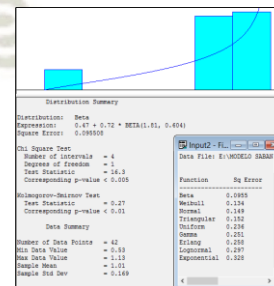 Distribution Summary
Distribution: Beta
Expression: 0.47 + 0.72 * BETA(1.81, 0.404)
Square Error: 0.095508
Chi Square Test
Number of intervals = 4
Degrees of freedom = 1
Test Statistic = 16.3
Corresponding p-value < 0.005
Kolmogorov-Smirnov Test
Test Statistic = 0.27
Corresponding p-value < 0.01
Data Summary
Number of Data Points = 42
Min Data Value = 0.53
Max Data Value = 1.13
Sample Mean = 1.01
Sample Std Dev = 0.169
Input2 - Fi...
Data File: E:\MODELO SABAN
Function Sq Error
Beta 0.0955
Weibull 0.134
Normal 0.149
Triangular 0.152
Uniform 0.236
Gamma 0.251
Erlang 0.258
Lognormal 0.297
Exponential 0.328